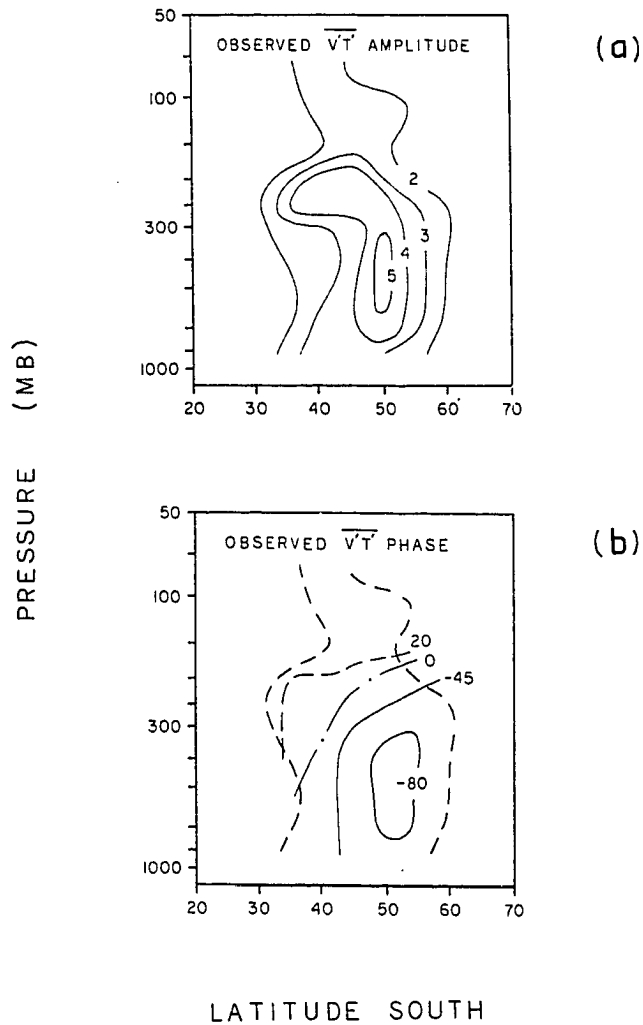 (a)
OBSERVED V'T' AMPLITUDE
50
100
300
1000
2
3
4
5
20 30 40 50 60 70
PRESSURE (MB)
(b)
OBSERVED V'T' PHASE
50
100
300
1000
20
0
-45
-80
20 30 40 50 60 70
LATITUDE SOUTH